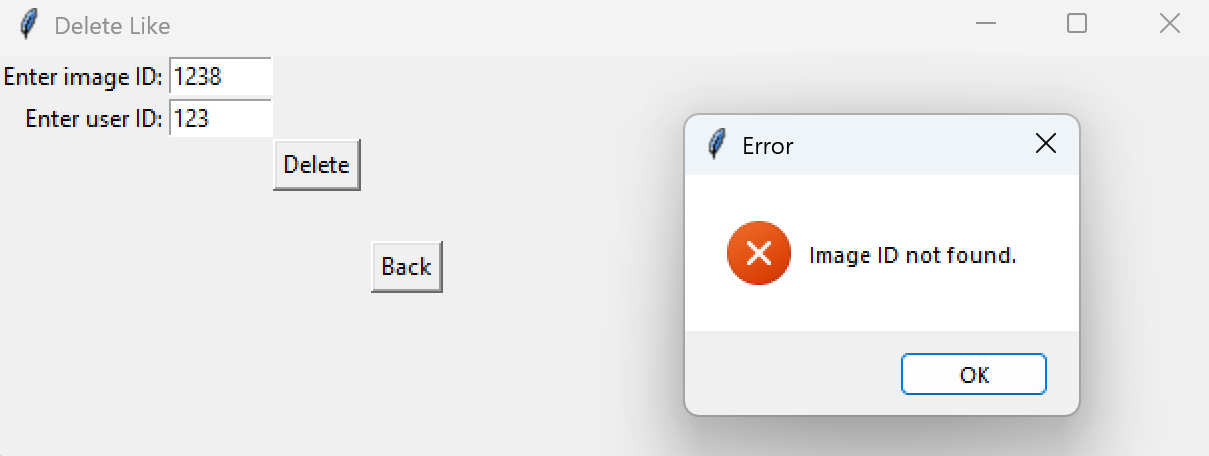 Delete Like
Enter image ID: 1238
Enter user ID: 123
Delete
Back
Error
Image ID not found.
OK